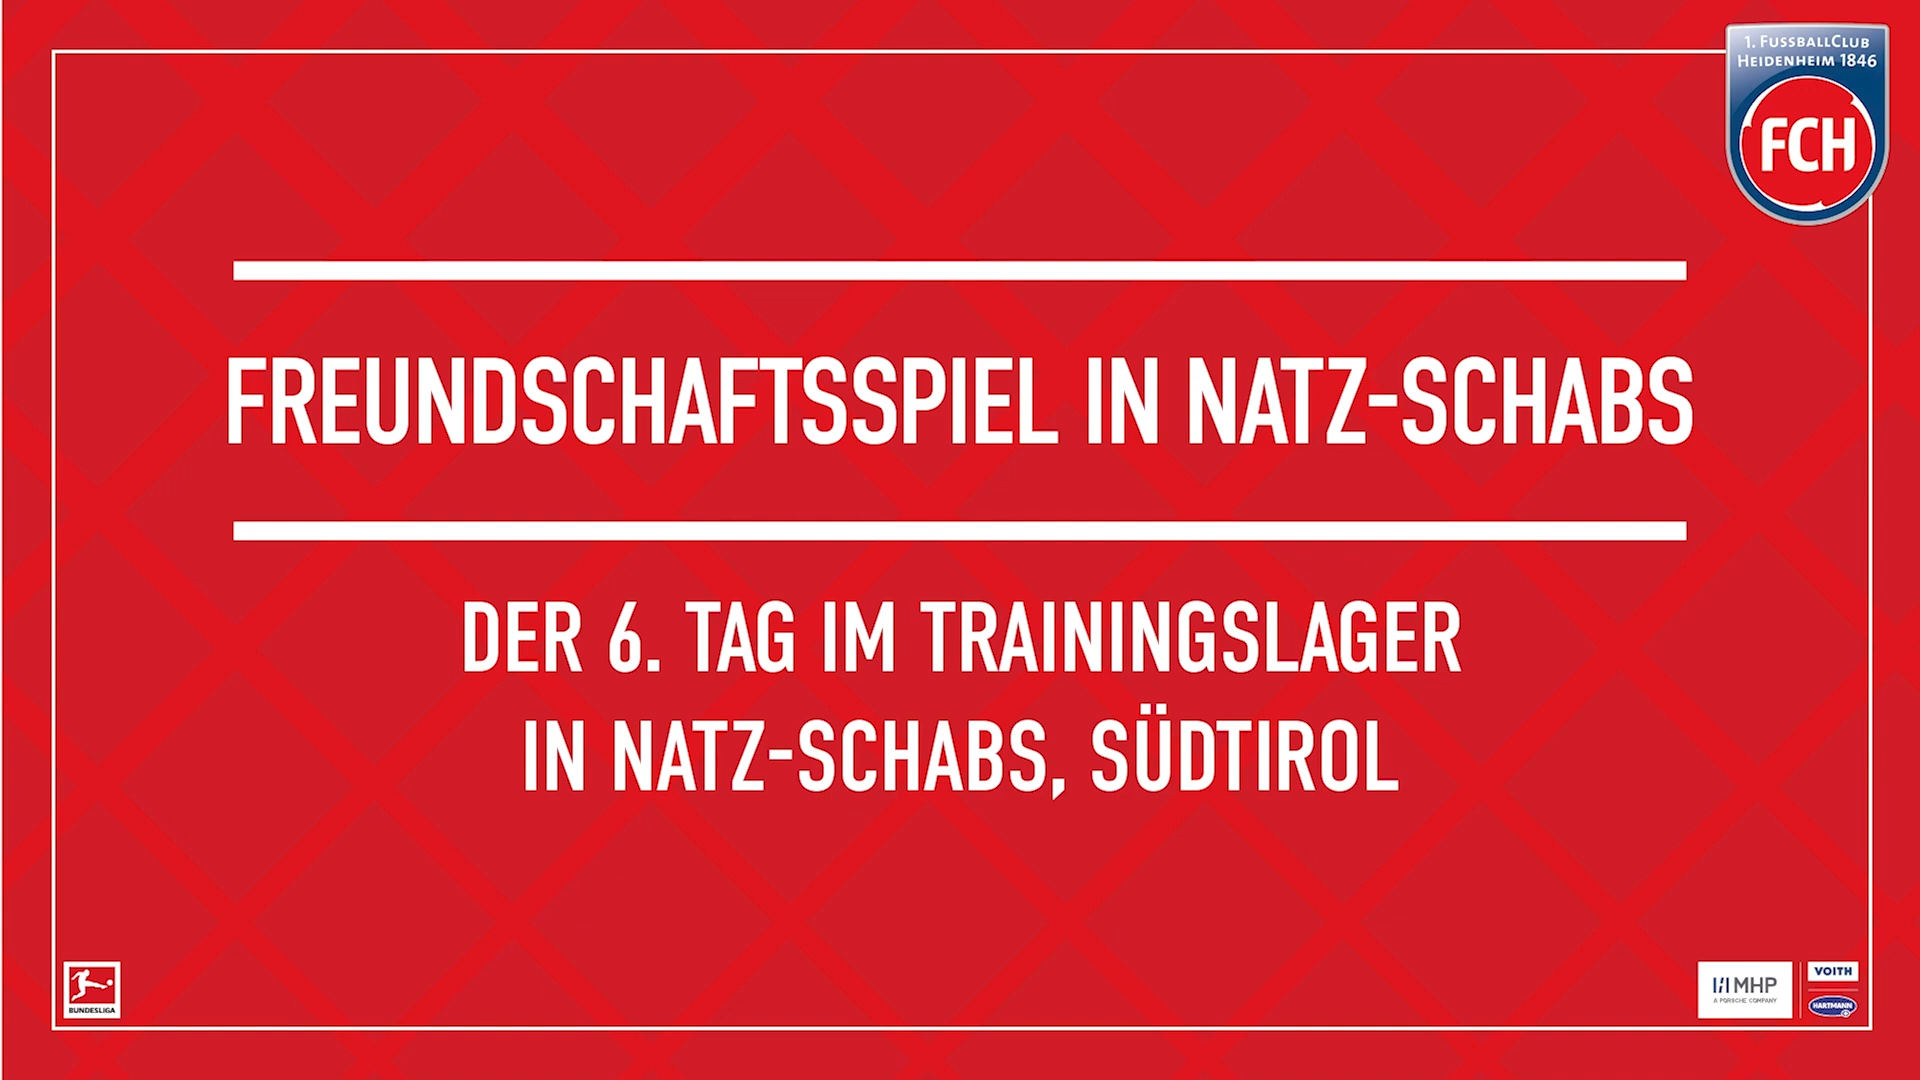 1. FUSSBALLCLUB
HEIDENHEIM 1846
FCH
FREUNDSCHAFTSSPIEL IN NATZ-SCHABS
DER 6. TAG IM TRAININGSLAGER
IN NATZ-SCHABS, SÜDTIROL
BUNDESLIGA
MHP
A PORSCHE COMPANY
VOITH
HARTMANN